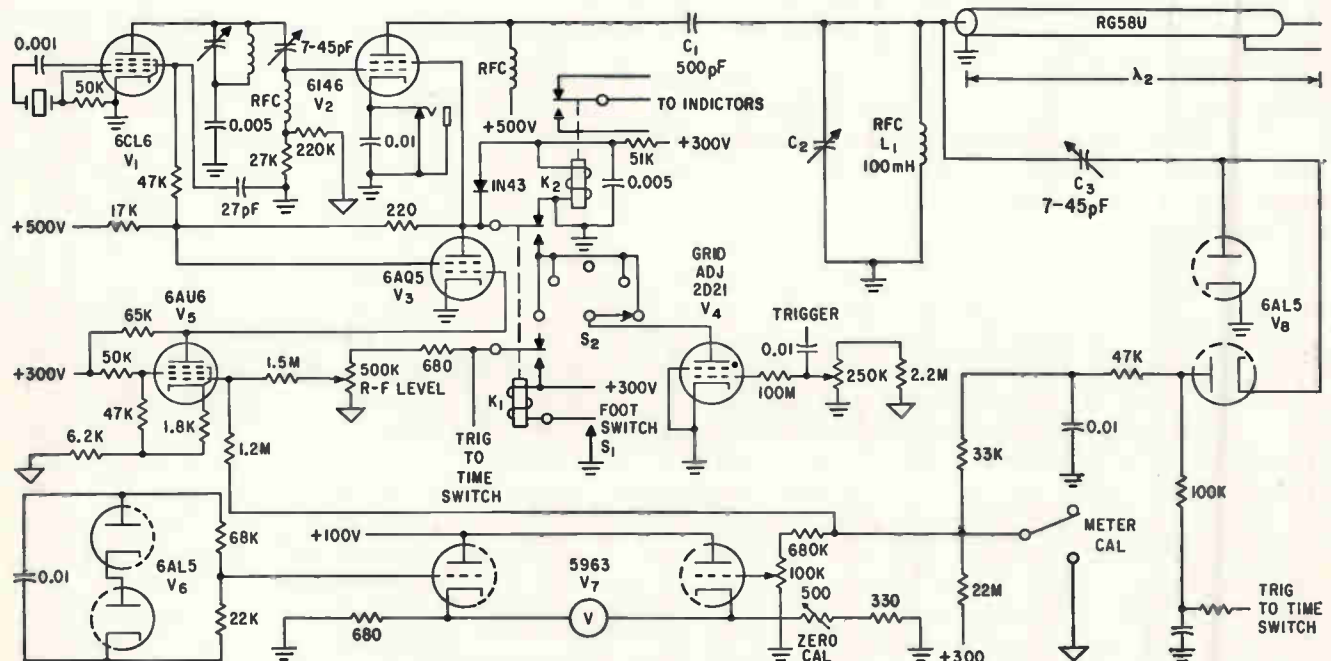 0.001
50K
6CL6
V1
47K
27pF
0.005
RFC
27K
220K
7-45pF
6146
V2
0.01
RFC
+500V
C1
500pF
RG58U
λ2
TO INDICTORS
+300V
51K
0.005
K2
IN43
C2
RFC
L1
100mH
C3
7-45pF
+500V
17K
220
6AQ5
V3
GRID
ADJ
2D21
V4
S2
6AL5
V8
6AU6
V5
65K
50K
+300V
47K
6.2K
1.8K
1.5M
1.2M
500K
R-F LEVEL
680
TRIG
TO
TIME
SWITCH
K1
+300V
FOOT
SWITCH
S1
TRIGGER
0.01
100M
250K
2.2M
47K
0.01
33K
100K
METER
CAL
22M
+300
TRIG
TO TIME
SWITCH
0.01
6AL5
V6
68K
22K
+100V
5963
V7
V
680
680K
100K
500
330
ZERO
CAL